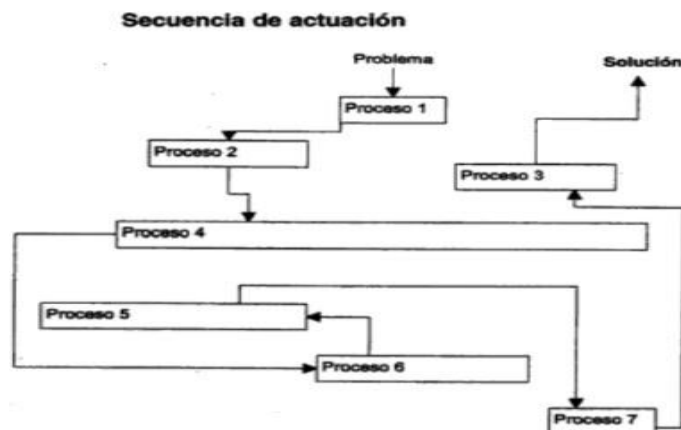 Secuencia de actuación
Problema
Solución
Proceso 1
Proceso 2
Proceso 3
Proceso 4
Proceso 5
Proceso 6
Proceso 7